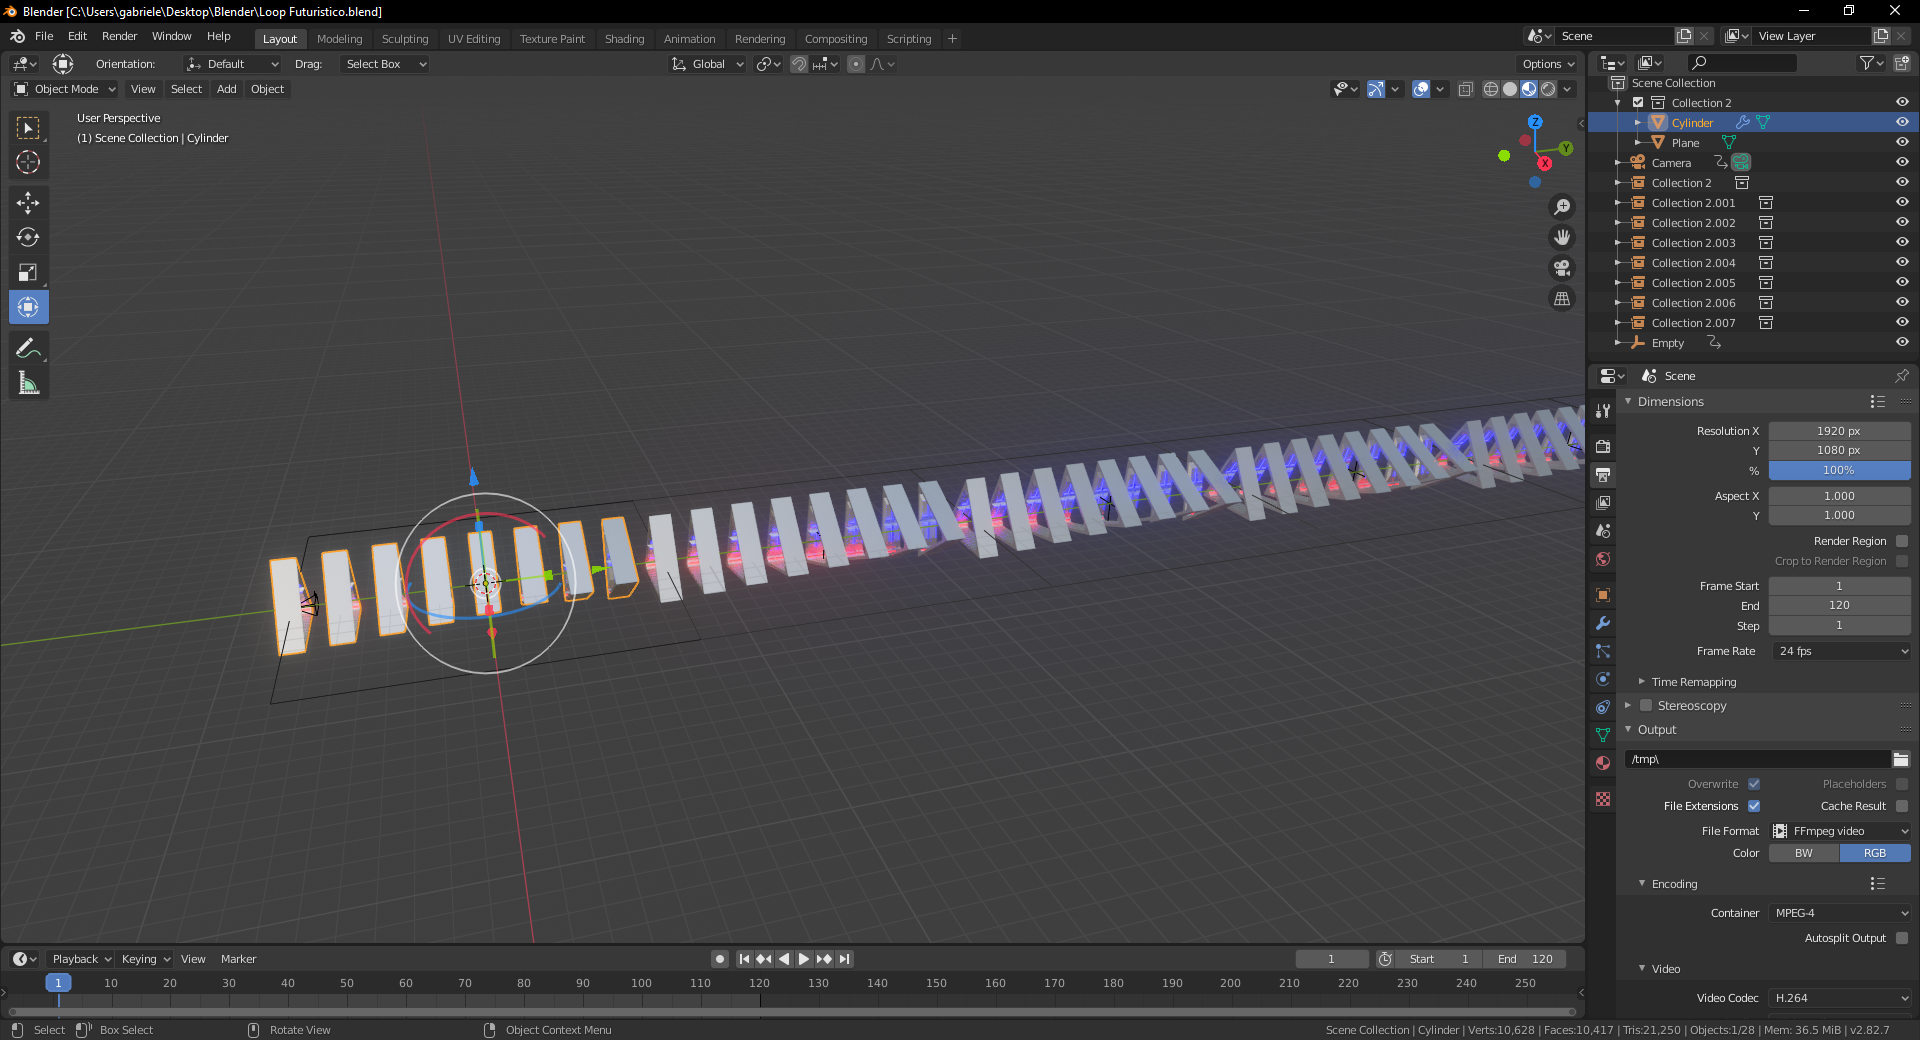 Blender [C:\Users\gabriele\Desktop\Blender\Loop Futuristico.blend]
File Edit Render Window Help
Layout Modeling Sculpting UV Editing Texture Paint Shading Animation Rendering Compositing Scripting +
Scene
View Layer
Orientation: Default Drag: Select Box
Global
Options
Object Mode View Select Add Object
User Perspective
(1) Scene Collection | Cylinder
Z
Y
X
Scene Collection
Collection 2
Cylinder
Plane
Camera
Collection 2
Collection 2.001
Collection 2.002
Collection 2.003
Collection 2.004
Collection 2.005
Collection 2.006
Collection 2.007
Empty
Scene
Dimensions
Resolution X 1920 px
Y 1080 px
% 100%
Aspect X 1.000
Y 1.000
Render Region
Crop to Render Region
Frame Start 1
End 120
Step 1
Frame Rate 24 fps
Time Remapping
Stereoscopy
Output
/tmp\
Overwrite Placeholders
File Extensions Cache Result
File Format FFmpeg video
Color BW RGB
Encoding
Container MPEG-4
Autosplit Output
Video
Video Codec H.264
Playback Keying View Marker
1 Start 1 End 120
1 10 20 30 40 50 60 70 80 90 100 110 120 130 140 150 160 170 180 190 200 210 220 230 240 250
Select Box Select Rotate View Object Context Menu
Scene Collection | Cylinder | Verts:10,628 | Faces:10,417 | Tris:21,250 | Objects:1/28 | Mem: 36.5 MiB | v2.82.7